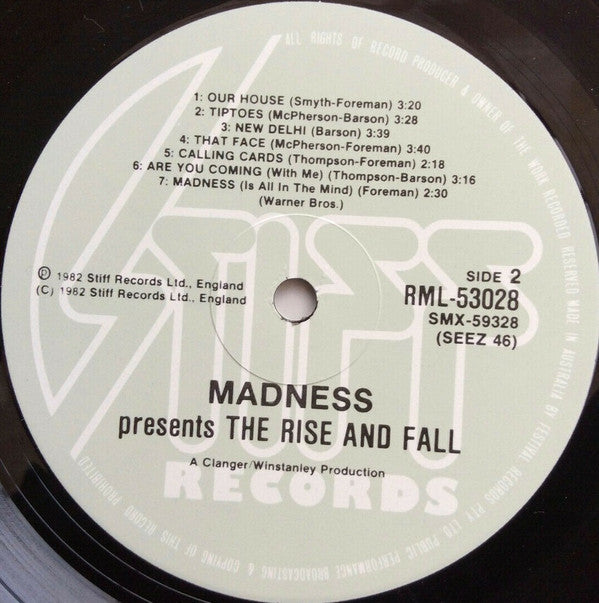 ALL RIGHTS OF RECORD PRODUCER & OWNER OF THE WORK RECORDED RESERVED MADE IN AUSTRALIA BY FESTIVAL RECORDS PTY LTD PUBLIC PERFORMANCE BROADCASTING & COPYING OF THIS RECORD PROHIBITED
1: OUR HOUSE (Smyth-Foreman) 3:20
2: TIPTOES (McPherson-Barson) 3:28
3: NEW DELHI (Barson) 3:39
4: THAT FACE (McPherson-Foreman) 3:40
5: CALLING CARDS (Thompson-Foreman) 2:18
6: ARE YOU COMING (With Me) (Thompson-Barson) 3:16
7: MADNESS (Is All In The Mind) (Foreman) 2:30
(Warner Bros.)
STIFF
℗ 1982 Stiff Records Ltd., England
(C) 1982 Stiff Records Ltd., England
SIDE 2
RML-53028
SMX-59328
(SEEZ 46)
MADNESS
presents THE RISE AND FALL
A Clanger/Winstanley Production
RECORDS